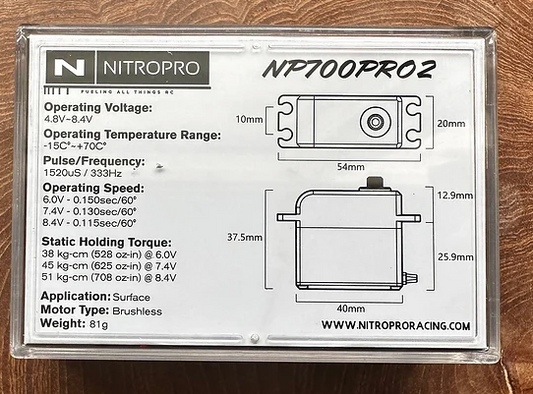 N NITROPRO
FUELING ALL THINGS RC
NP700PRO2
Operating Voltage:
4.8V~8.4V
Operating Temperature Range:
-15C°~+70C°
Pulse/Frequency:
1520uS / 333Hz
Operating Speed:
6.0V - 0.150sec/60°
7.4V - 0.130sec/60°
8.4V - 0.115sec/60°
Static Holding Torque:
38 kg-cm (528 oz-in) @ 6.0V
45 kg-cm (625 oz-in) @ 7.4V
51 kg-cm (708 oz-in) @ 8.4V
Application: Surface
Motor Type: Brushless
Weight: 81g
10mm
20mm
54mm
12.9mm
37.5mm
25.9mm
40mm
WWW.NITROPRORACING.COM